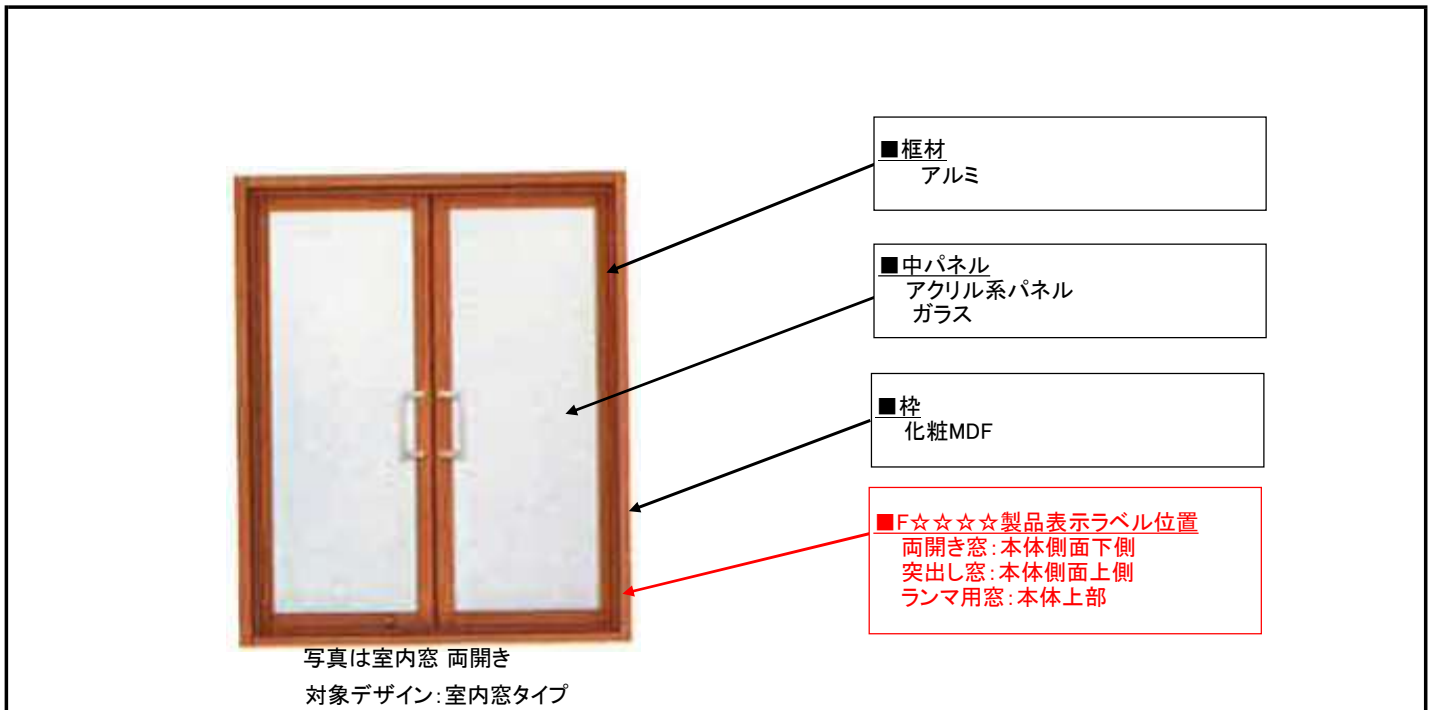 ■框材
アルミ
■中パネル
アクリル系パネル
ガラス
■枠
化粧MDF
■F☆☆☆☆製品表示ラベル位置
両開き窓:本体側面下側
突出し窓:本体側面上側
ランマ用窓:本体上部
写真は室内窓 両開き
対象デザイン:室内窓タイプ